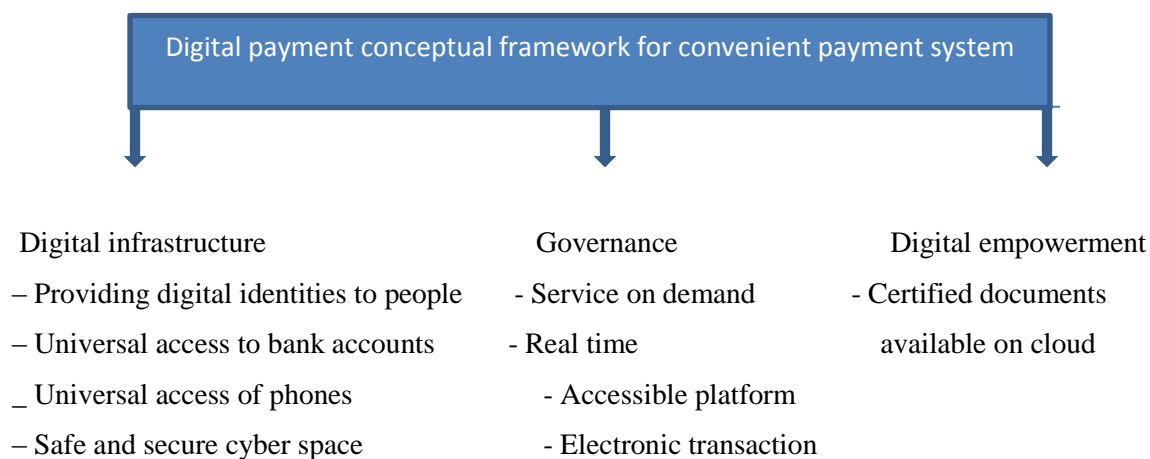 Digital payment conceptual framework for convenient payment system
Digital infrastructure
– Providing digital identities to people
– Universal access to bank accounts
_ Universal access of phones
– Safe and secure cyber space
Governance
- Service on demand
- Real time
- Accessible platform
- Electronic transaction
Digital empowerment
- Certified documents
available on cloud